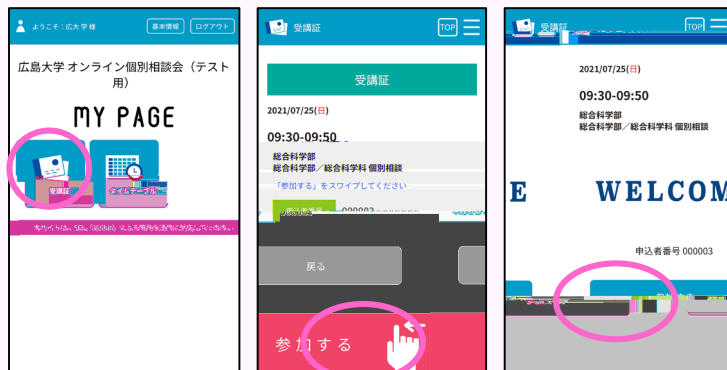 ようこそ：広大 学 様
基本情報
ログアウト
広島大学 オンライン個別相談会（テスト
用）
MY PAGE
受講証
タイムテーブル
受講証
TOP
受講証
2021/07/25(日)
09:30-09:50
総合科学部
総合科学部／総合科学科 個別相談
「参加する」をスワイプしてください
000003
戻る
参加する
受講証
TOP
2021/07/25(日)
09:30-09:50
総合科学部
総合科学部／総合科学科 個別相談
E WELCOM
申込者番号 000003